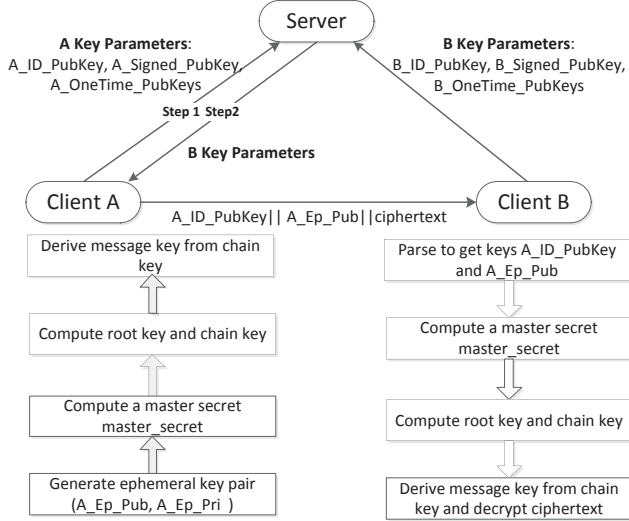 Server
A Key Parameters:
A_ID_PubKey, A_Signed_PubKey,
A_OneTime_PubKeys
B Key Parameters:
B_ID_PubKey, B_Signed_PubKey,
B_OneTime_PubKeys
Step 1 Step2
B Key Parameters
Client A
Client B
A_ID_PubKey|| A_Ep_Pub||ciphertext
Derive message key from chain
key
Compute root key and chain key
Compute a master secret
master_secret
Generate ephemeral key pair
(A_Ep_Pub, A_Ep_Pri )
Parse to get keys A_ID_PubKey
and A_Ep_Pub
Compute a master secret
master_secret
Compute root key and chain key
Derive message key from chain
key and decrypt ciphertext